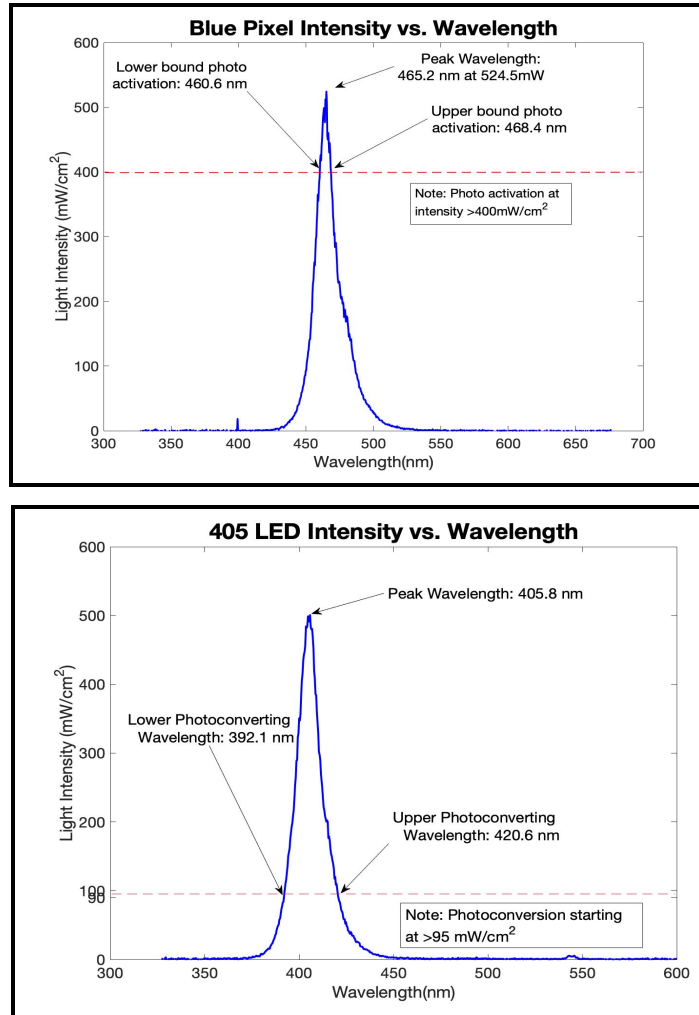 Blue Pixel Intensity vs. Wavelength
600
500
400
300
200
100
0
Light Intensity (mW/cm²)
Lower bound photo
activation: 460.6 nm
Peak Wavelength:
465.2 nm at 524.5mW
Upper bound photo
activation: 468.4 nm
Note: Photo activation at
intensity >400mW/cm²
300 350 400 450 500 550 600 650 700
Wavelength(nm)
405 LED Intensity vs. Wavelength
600
500
400
300
200
100
90
0
Light Intensity (mW/cm²)
Peak Wavelength: 405.8 nm
Lower Photoconverting
Wavelength: 392.1 nm
Upper Photoconverting
Wavelength: 420.6 nm
Note: Photoconversion starting
at >95 mW/cm²
300 350 400 450 500 550 600
Wavelength(nm)